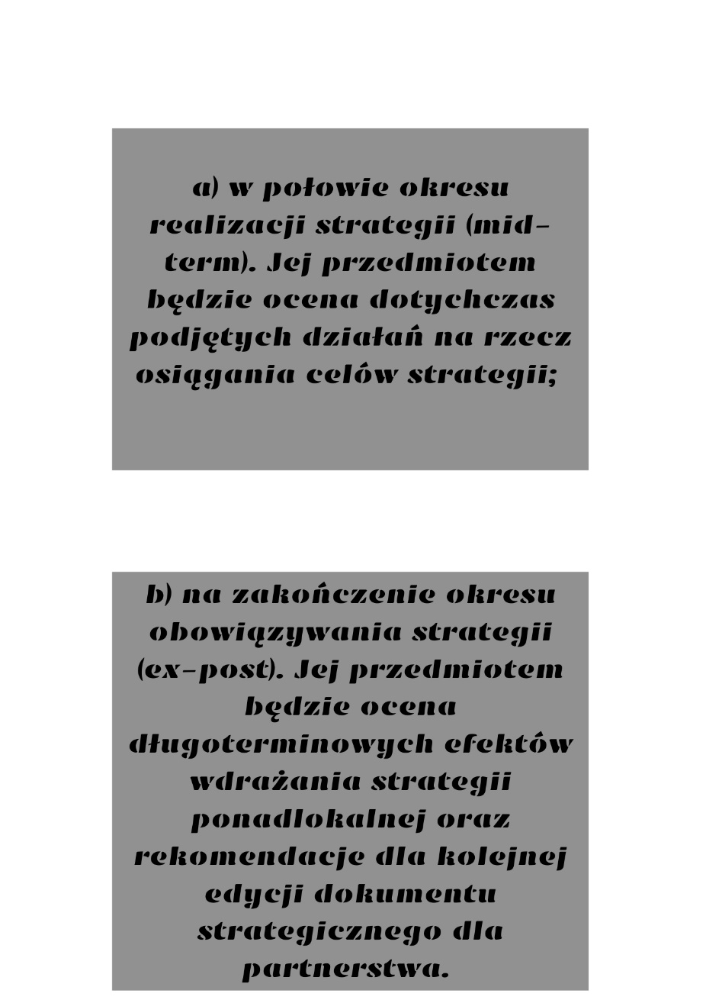 a) w połowie okresu
realizacji strategii (mid-
term). Jej przedmiotem
będzie ocena dotychczas
podjętych działań na rzecz
osiągania celów strategii;
b) na zakończenie okresu
obowiązywania strategii
(ex-post). Jej przedmiotem
będzie ocena
długoterminowych efektów
wdrażania strategii
ponadlokalnej oraz
rekomendacje dla kolejnej
edycji dokumentu
strategicznego dla
partnerstwa.